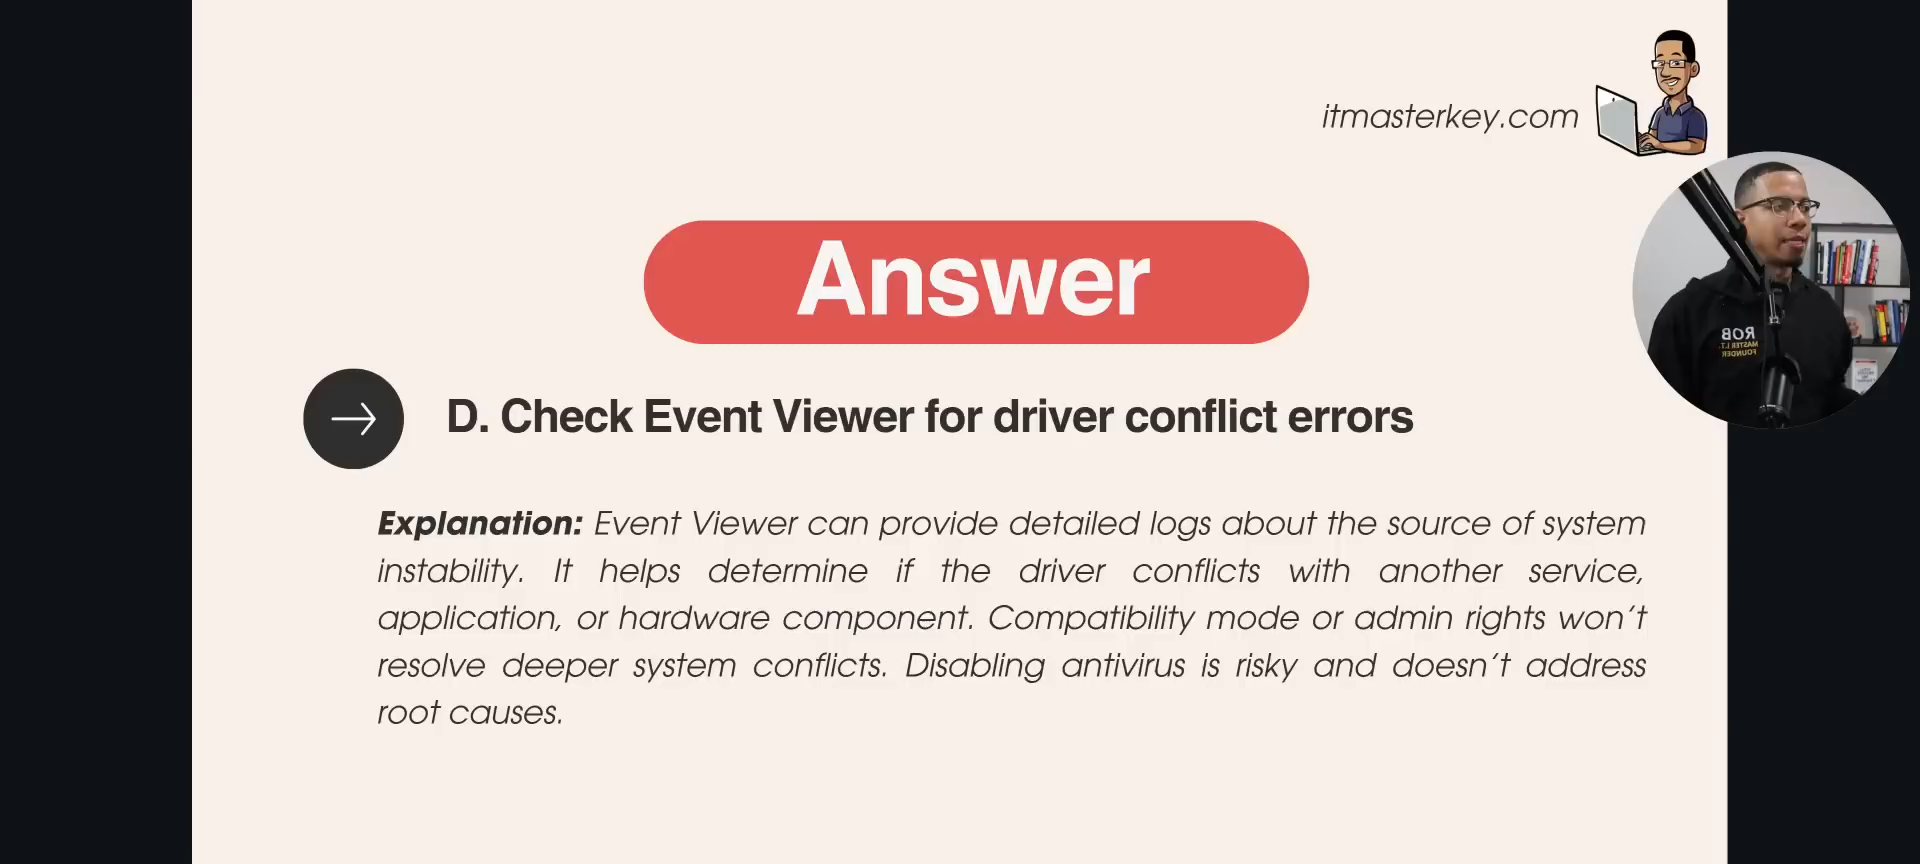 itmasterkey.com
Answer
D. Check Event Viewer for driver conflict errors
Explanation: Event Viewer can provide detailed logs about the source of system
instability. It helps determine if the driver conflicts with another service,
application, or hardware component. Compatibility mode or admin rights won't
resolve deeper system conflicts. Disabling antivirus is risky and doesn't address
root causes.
ROB
MASTER I.T.
FOUNDER